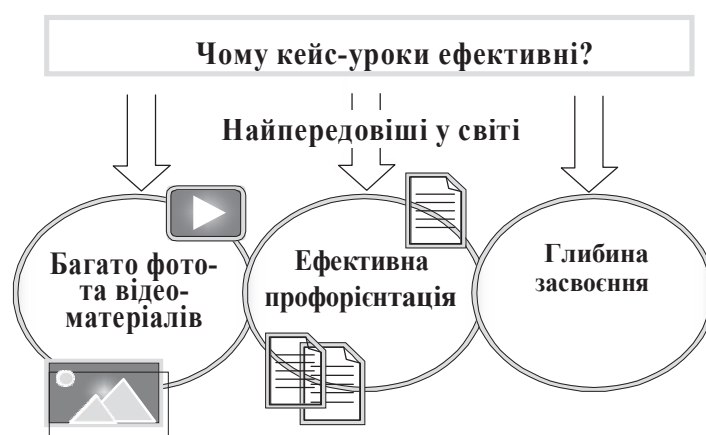 Чому кейс-уроки ефективні?
Найпередовіші у світі
Багато фото-
та відео-
матеріалів
Ефективна
профорієнтація
Глибина
засвоєння